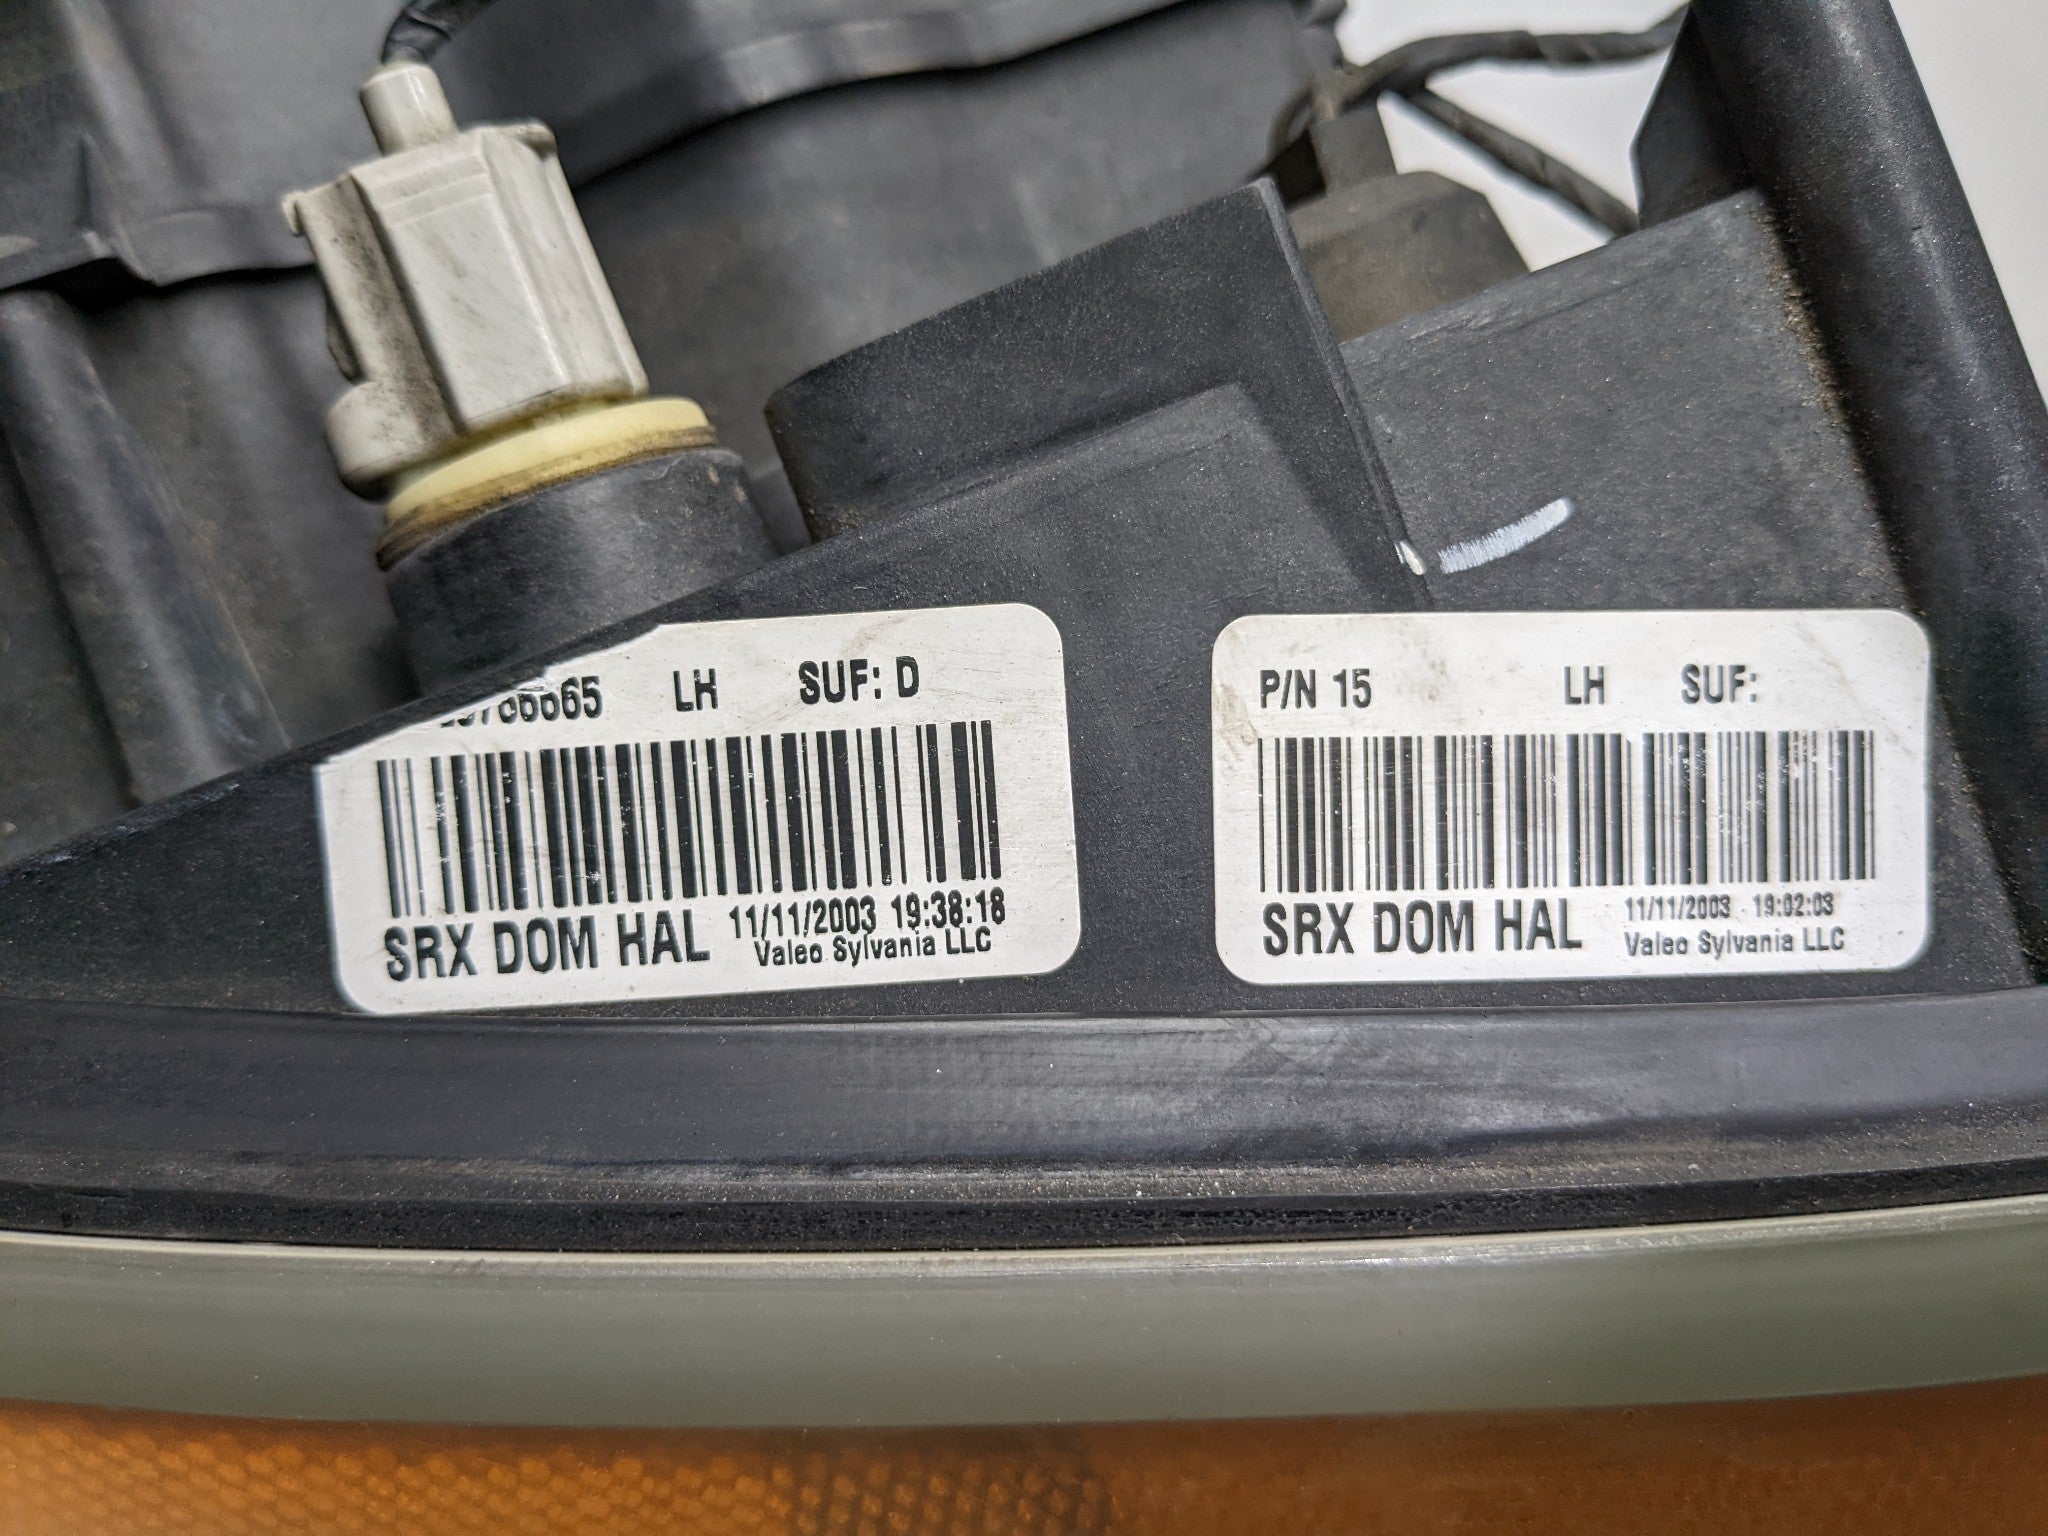 LH SUF: D
SRX DOM HAL 11/11/2003 19:38:18
Valeo Sylvania LLC
P/N 15 LH SUF:
SRX DOM HAL 11/11/2003 19:02:03
Valeo Sylvania LLC